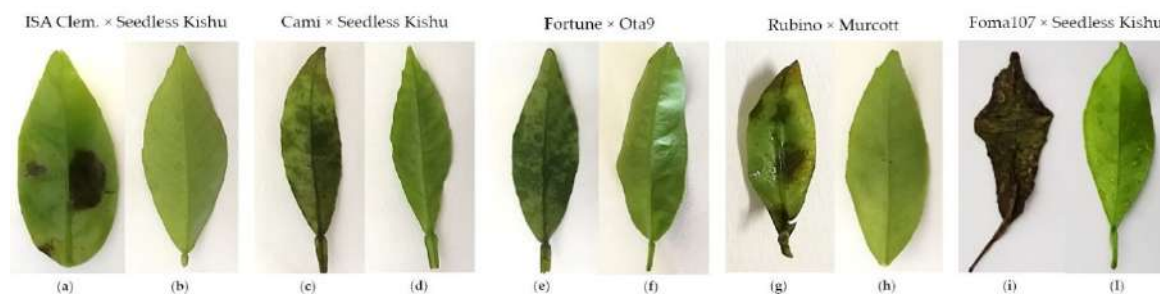 ISA Clem. × Seedless Kishu
Cami × Seedless Kishu
Fortune × Ota9
Rubino × Murcott
Foma107 × Seedless Kishu
(a)
(b)
(c)
(d)
(e)
(f)
(g)
(h)
(i)
(l)